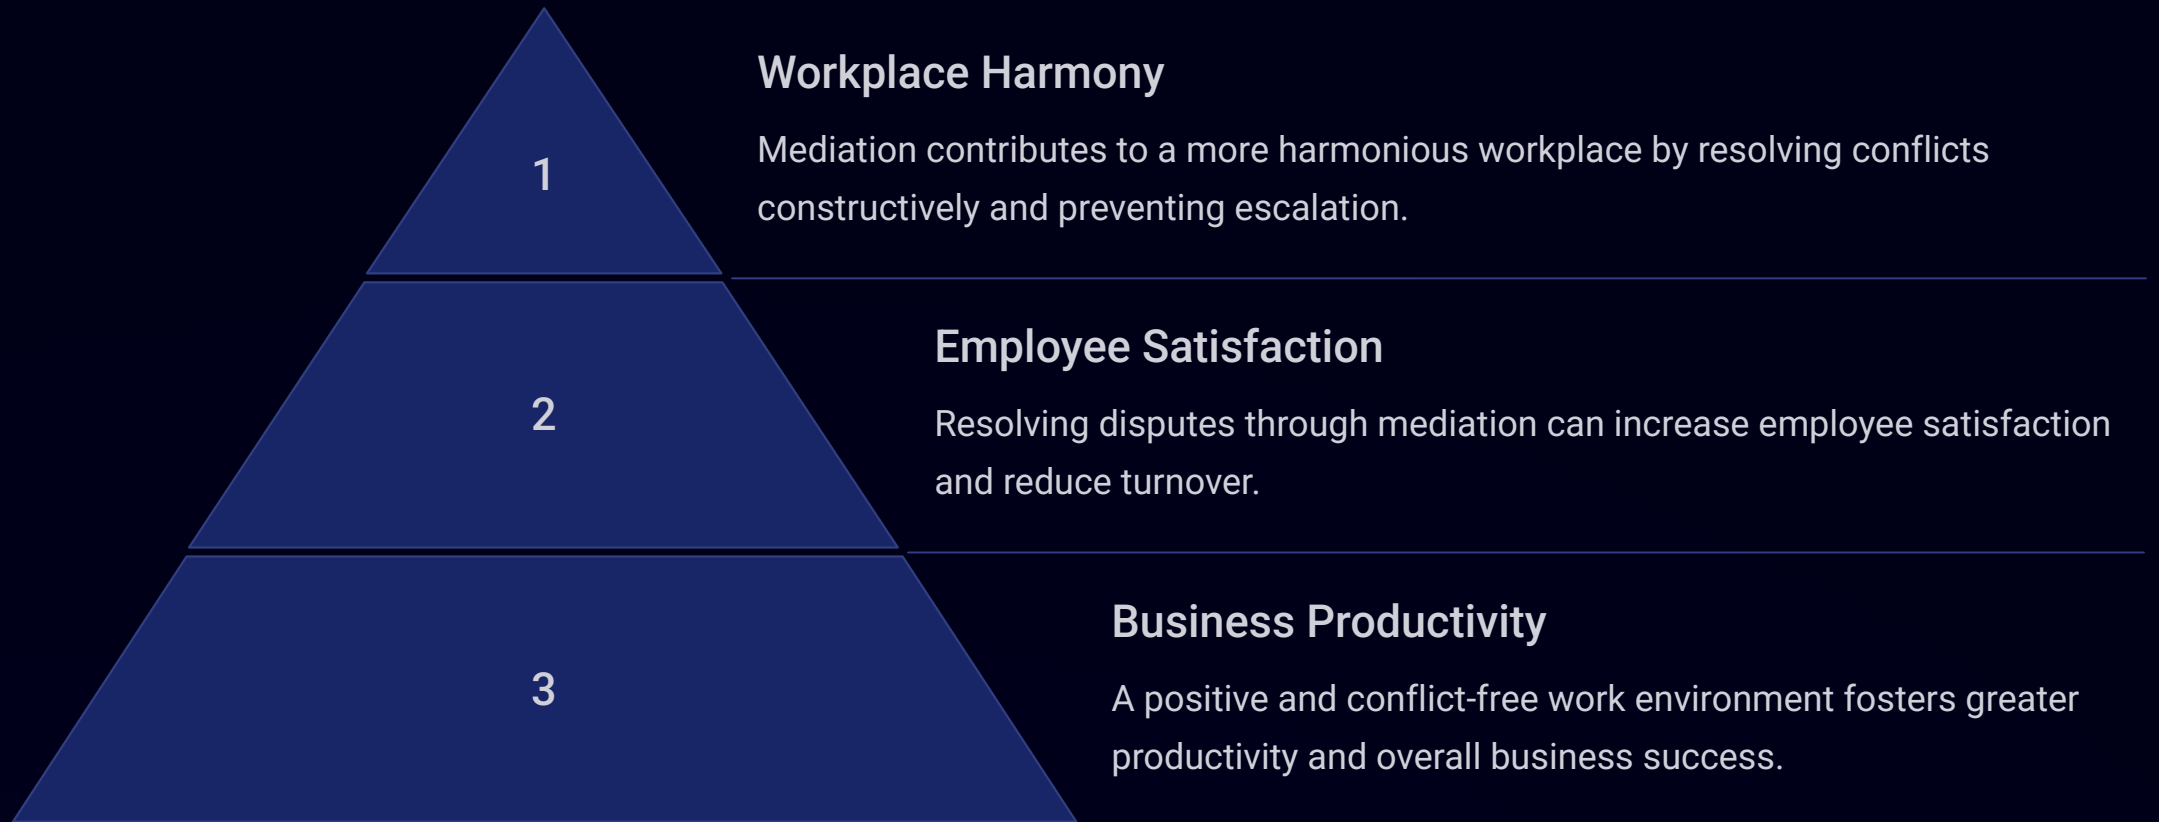 1
Workplace Harmony
Mediation contributes to a more harmonious workplace by resolving conflicts
constructively and preventing escalation.
2
Employee Satisfaction
Resolving disputes through mediation can increase employee satisfaction
and reduce turnover.
3
Business Productivity
A positive and conflict-free work environment fosters greater
productivity and overall business success.